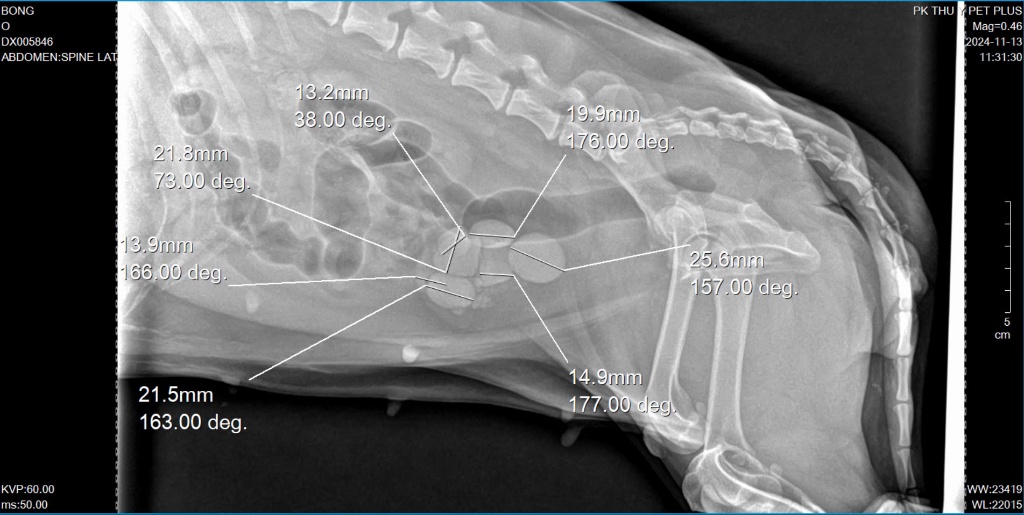 BONG
O
DX005846
ABDOMEN:SPINE LAT
PK THU Y PET PLUS
Mag=0.46
2024-11-13
11:31:30
13.2mm
38.00 deg.
19.9mm
176.00 deg.
21.8mm
73.00 deg.
13.9mm
166.00 deg.
25.6mm
157.00 deg.
5
cm
14.9mm
177.00 deg.
21.5mm
163.00 deg.
KVP:60.00
ms:50.00
WW:23419
WL:22015